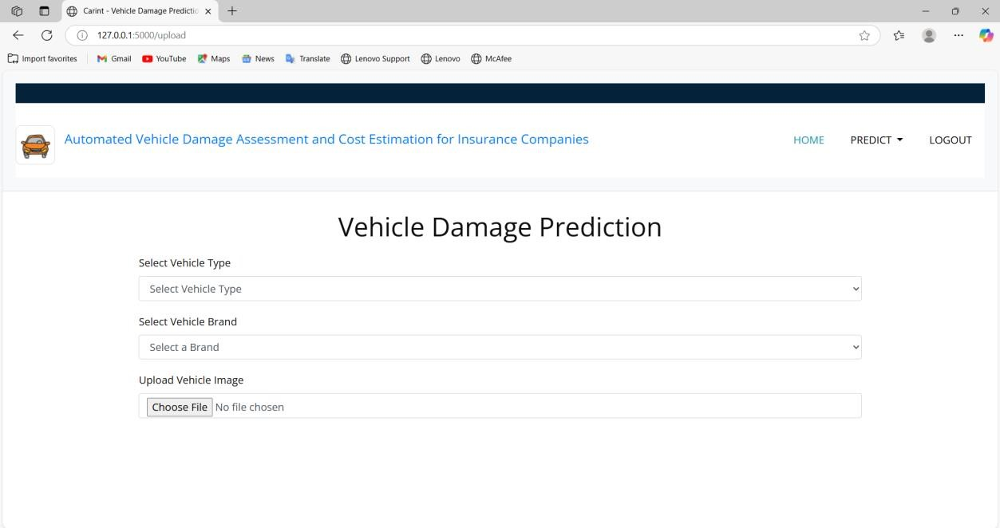 Carint - Vehicle Damage Predictio
127.0.0.1:5000/upload
Import favorites Gmail YouTube Maps News Translate Lenovo Support Lenovo McAfee
Automated Vehicle Damage Assessment and Cost Estimation for Insurance Companies HOME PREDICT LOGOUT
Vehicle Damage Prediction
Select Vehicle Type
Select Vehicle Type
Select Vehicle Brand
Select a Brand
Upload Vehicle Image
Choose File No file chosen